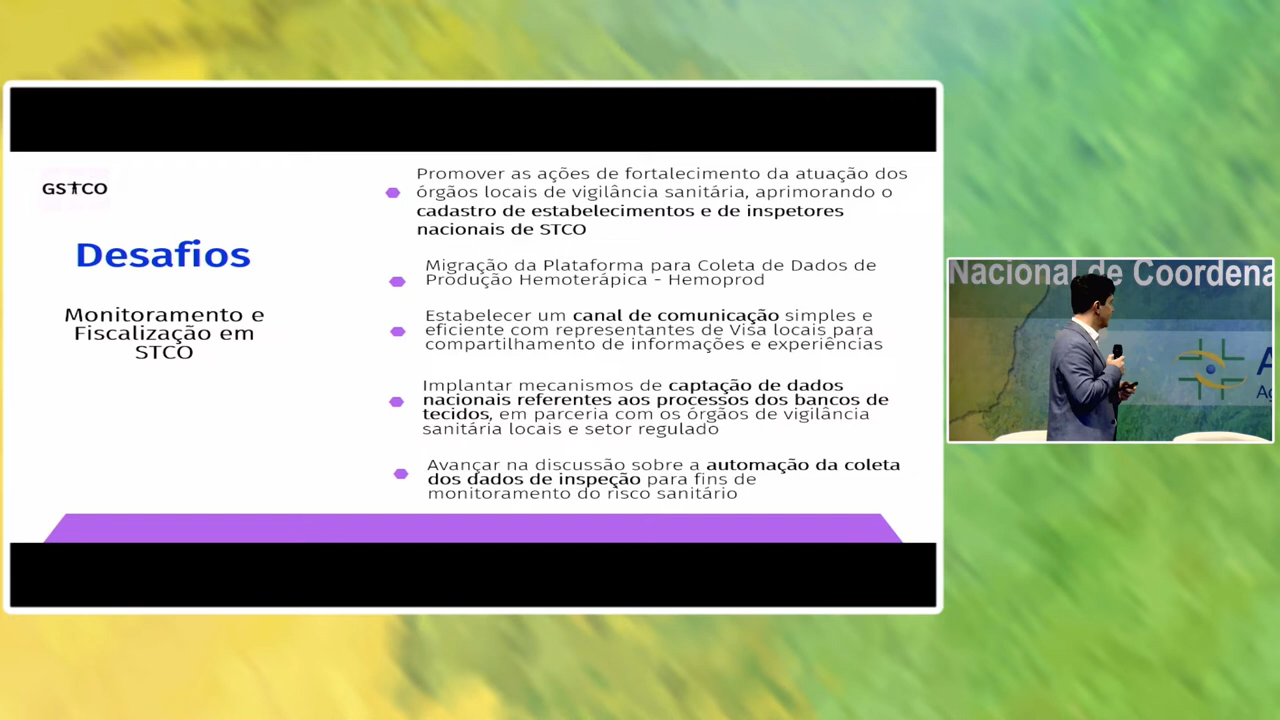 GSTCO
Desafios
Monitoramento e
Fiscalização em
STCO
Promover as ações de fortalecimento da atuação dos
órgãos locais de vigilância sanitária, aprimorando o
cadastro de estabelecimentos e de inspetores
nacionais de STCO
Migração da Plataforma para Coleta de Dados de
Produção Hemoterápica - Hemoprod
Estabelecer um canal de comunicação simples e
eficiente com representantes de Visa locais para
compartilhamento de informações e experiências
Implantar mecanismos de captação de dados
nacionais referentes aos processos dos bancos de
tecidos, em parceria com os órgãos de vigilância
sanitária locais e setor regulado
Avançar na discussão sobre a automação da coleta
dos dados de inspeção para fins de
monitoramento do risco sanitário
Nacional de Coordena
A
Ag